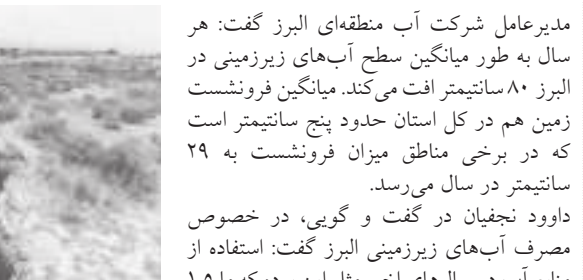 مدیرعامل شرکت آب منطقه‌ای البرز گفت: هر
سال به طور میانگین سطح آب‌های زیرزمینی در
البرز ۸۰ سانتیمتر افت می‌کند. میانگین فرونشست
زمین هم در کل استان حدود پنج سانتیمتر است
که در برخی مناطق میزان فرونشست به ۲۹
سانتیمتر در سال می‌رسد.
داوود نجفیان در گفت و گویی، در خصوص
مصرف آب‌های زیرزمینی البرز گفت: استفاده از